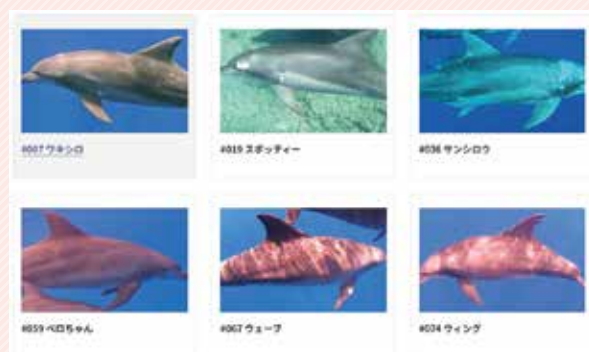 #007 ワキシロ
#019 スポッティー
#036 サンシロウ
#059 ペロちゃん
#067 ウェーブ
#074 ウィング